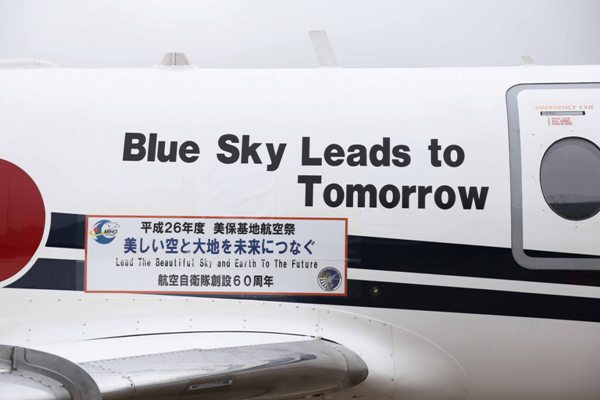 Blue Sky Leads to
Tomorrow
EMERGENCY EXIT
平成26年度 美保基地航空祭
MIHO
美しい空と大地を未来につなぐ
Lead The Beautiful Sky and Earth To The Future
航空自衛隊創設60周年